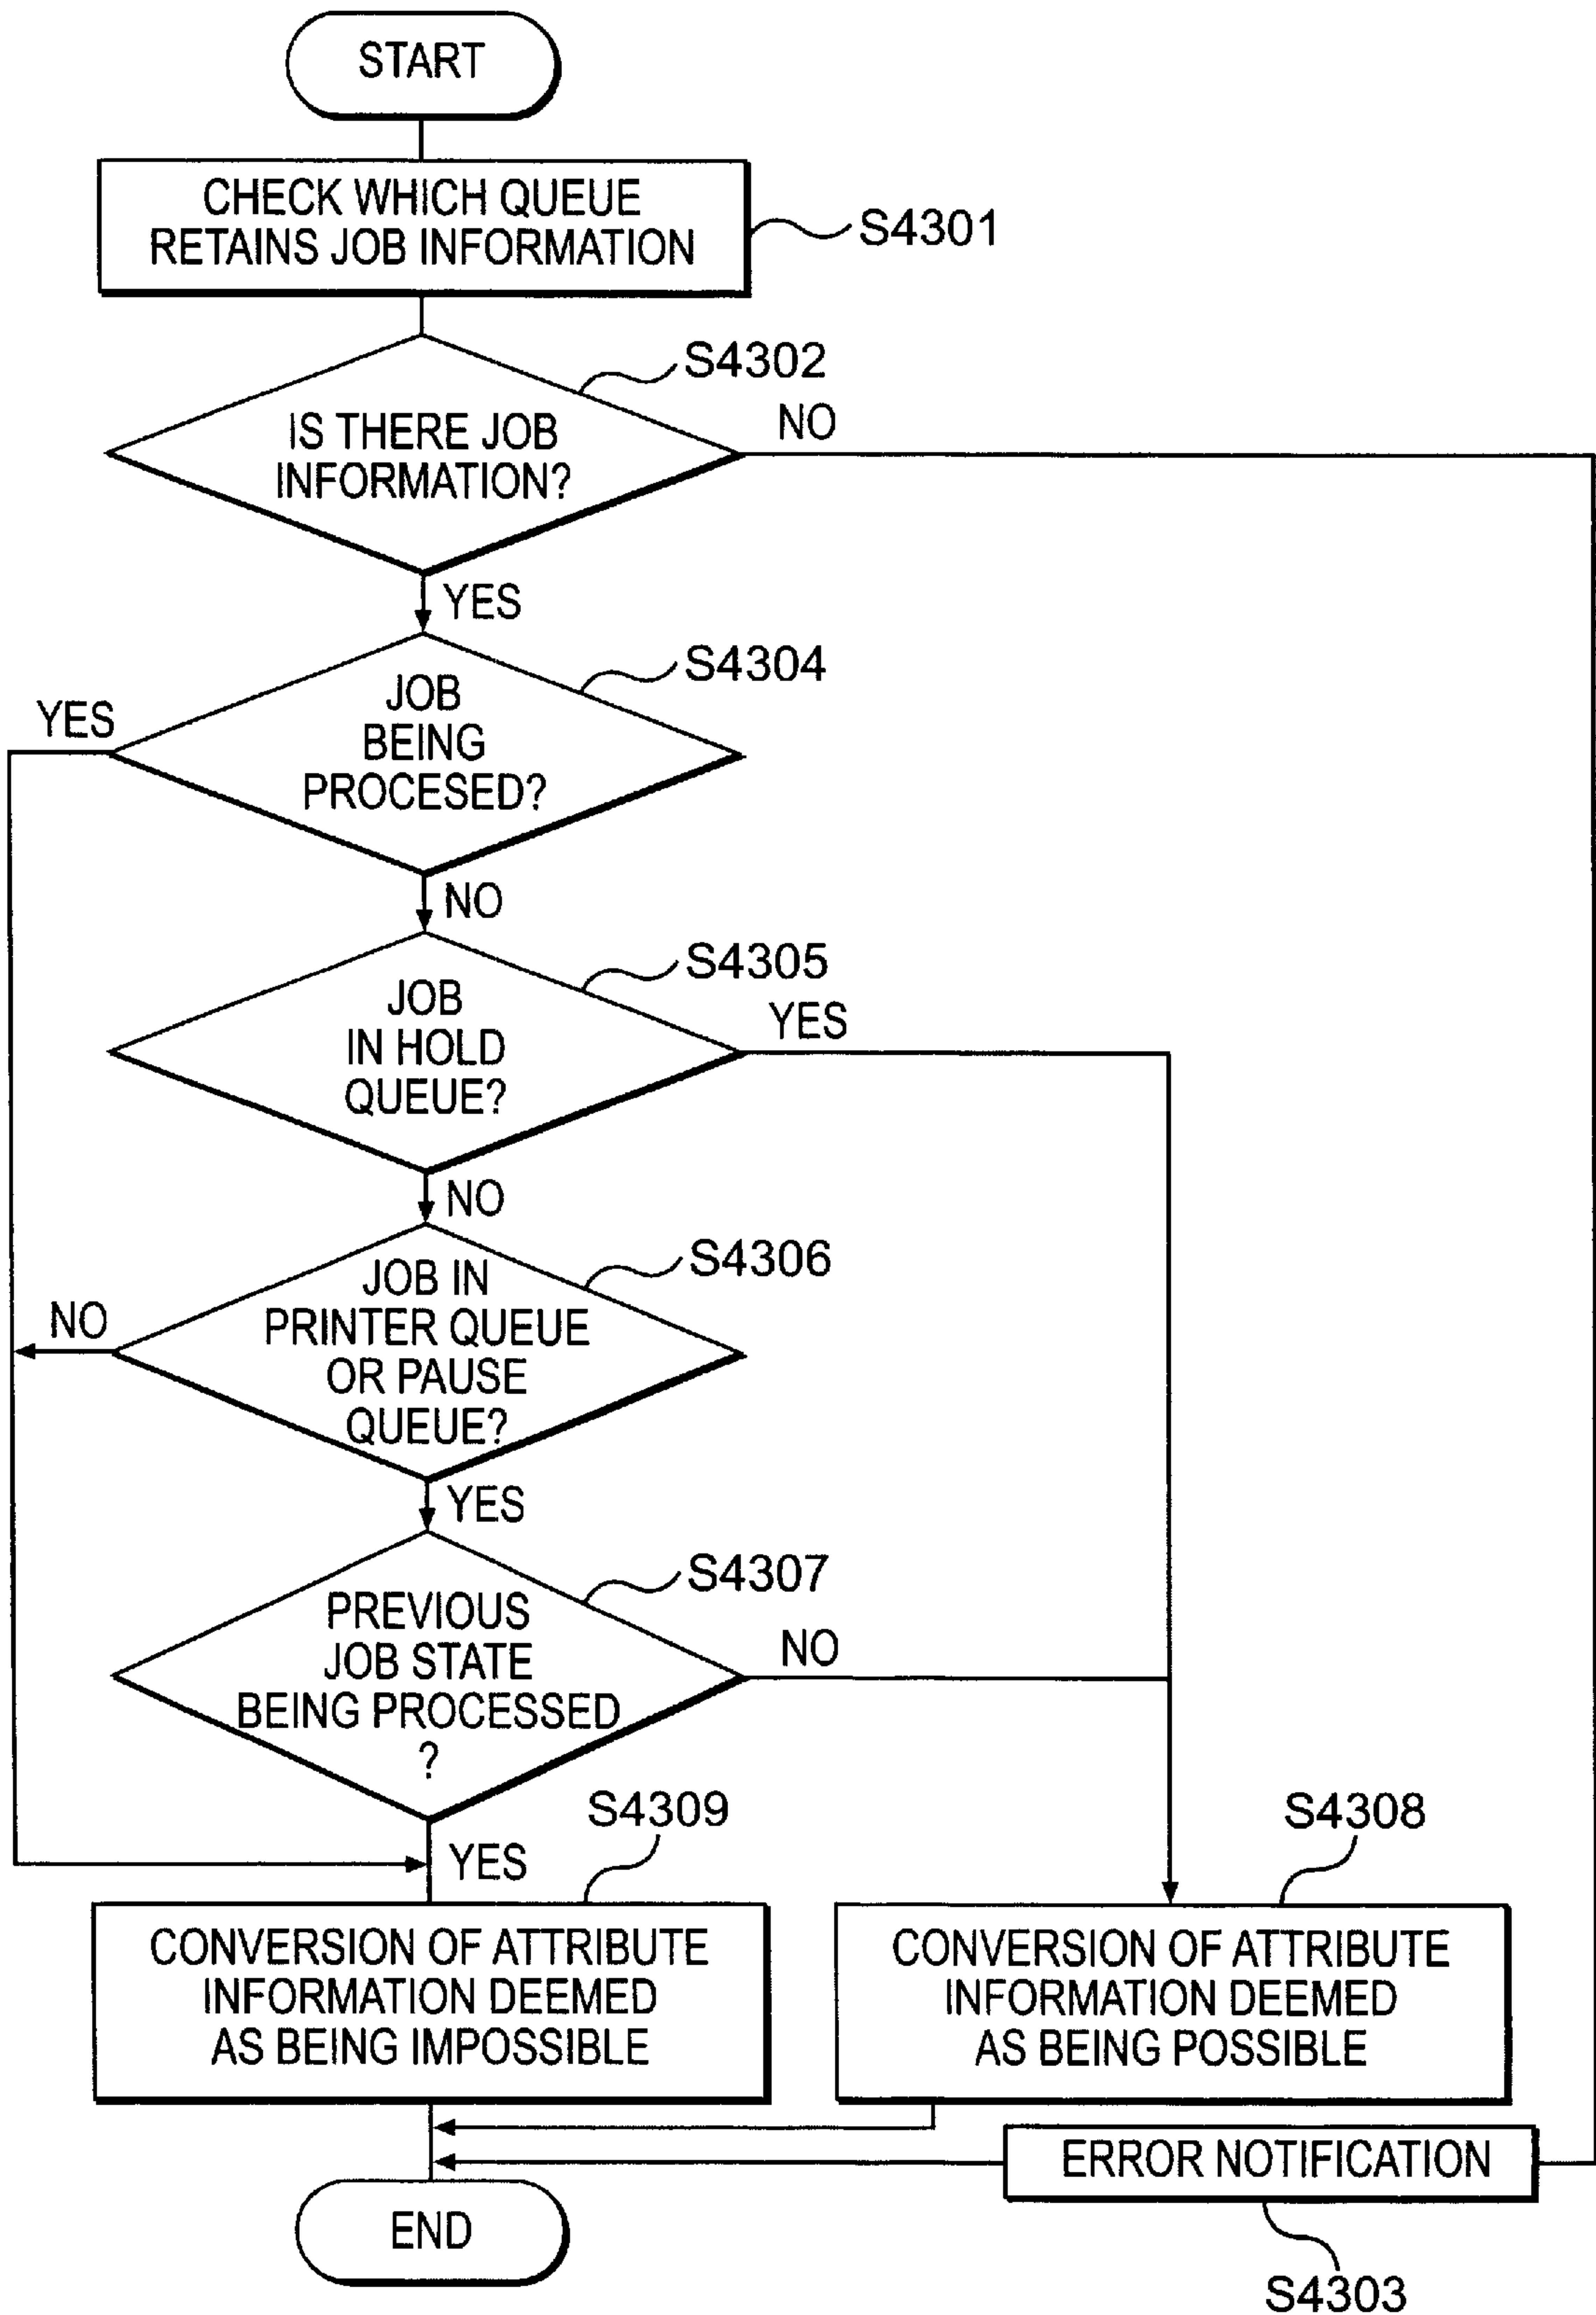 START
CHECK WHICH QUEUE
RETAINS JOB INFORMATION
S4301
S4302
IS THERE JOB
INFORMATION?
NO
YES
S4304
JOB
BEING
PROCESED?
YES
NO
S4305
JOB
IN HOLD
QUEUE?
YES
NO
S4306
JOB IN
PRINTER QUEUE
OR PAUSE
QUEUE?
NO
YES
S4307
PREVIOUS
JOB STATE
BEING PROCESSED
?
NO
YES
S4309
CONVERSION OF ATTRIBUTE
INFORMATION DEEMED
AS BEING IMPOSSIBLE
S4308
CONVERSION OF ATTRIBUTE
INFORMATION DEEMED
AS BEING POSSIBLE
ERROR NOTIFICATION
S4303
END